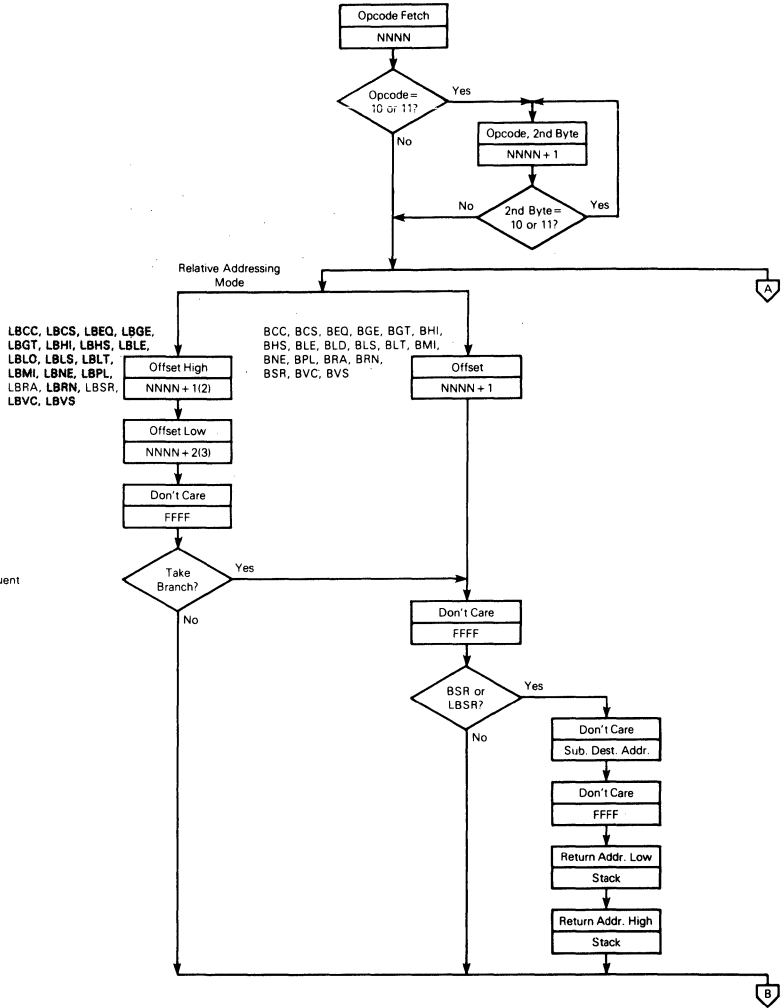 Opcode Fetch
NNNN
Opcode=
10 or 11?
Yes
No
Opcode, 2nd Byte
NNNN + 1
2nd Byte=
10 or 11?
No
Yes
A
Relative Addressing
Mode
LBCC, LBCS, LBEQ, LBGE,
LBGT, LBHI, LBHS, LBLE,
LBLO, LBLS, LBLT,
LBMI, LBNE, LBPL,
LBRA, LBRN, LBSR,
LBVC, LBVS
BCC, BCS, BEQ, BGE, BGT, BHI,
BHS, BLE, BLD, BLS, BLT, BMI,
BNE, BPL, BRA, BRN,
BSR, BVC, BVS
Offset High
NNNN + 1(2)
Offset
NNNN + 1
Offset Low
NNNN + 2(3)
Don't Care
FFFF
uent
Take
Branch?
Yes
No
Don't Care
FFFF
BSR or
LBSR?
Yes
No
Don't Care
Sub. Dest. Addr.
Don't Care
FFFF
Return Addr. Low
Stack
Return Addr. High
Stack
B